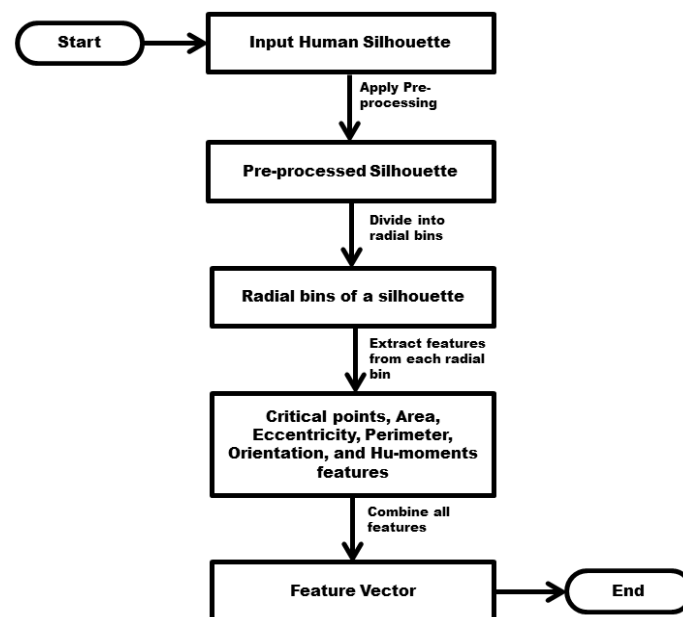 Start
Input Human Silhouette
Apply Pre-
processing
Pre-processed Silhouette
Divide into
radial bins
Radial bins of a silhouette
Extract features
from each radial
bin
Critical points, Area,
Eccentricity, Perimeter,
Orientation, and Hu-moments
features
Combine all
features
Feature Vector
End